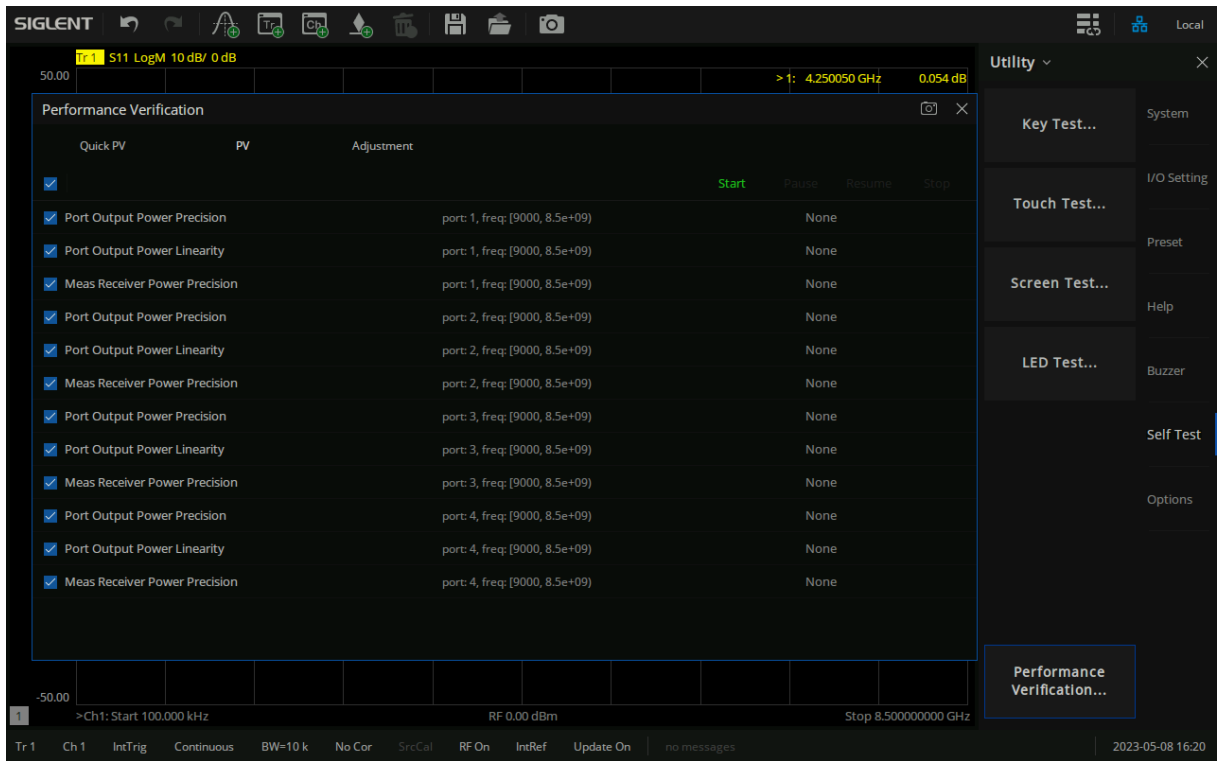 SIGLENT Tr Ch Local
Tr 1 S11 LogM 10 dB/ 0 dB
50.00
> 1: 4.250050 GHz 0.054 dB
Performance Verification
Quick PV PV Adjustment
Start Pause Resume Stop
Port Output Power Precision port: 1, freq: [9000, 8.5e+09) None
Port Output Power Linearity port: 1, freq: [9000, 8.5e+09) None
Meas Receiver Power Precision port: 1, freq: [9000, 8.5e+09) None
Port Output Power Precision port: 2, freq: [9000, 8.5e+09) None
Port Output Power Linearity port: 2, freq: [9000, 8.5e+09) None
Meas Receiver Power Precision port: 2, freq: [9000, 8.5e+09) None
Port Output Power Precision port: 3, freq: [9000, 8.5e+09) None
Port Output Power Linearity port: 3, freq: [9000, 8.5e+09) None
Meas Receiver Power Precision port: 3, freq: [9000, 8.5e+09) None
Port Output Power Precision port: 4, freq: [9000, 8.5e+09) None
Port Output Power Linearity port: 4, freq: [9000, 8.5e+09) None
Meas Receiver Power Precision port: 4, freq: [9000, 8.5e+09) None
-50.00
1 >Ch1: Start 100.000 kHz RF 0.00 dBm Stop 8.500000000 GHz
Utility
Key Test...
Touch Test...
Screen Test...
LED Test...
Performance
Verification...
System
I/O Setting
Preset
Help
Buzzer
Self Test
Options
Tr 1 Ch 1 IntTrig Continuous BW=10 k No Cor SrcCal RF On IntRef Update On no messages 2023-05-08 16:20